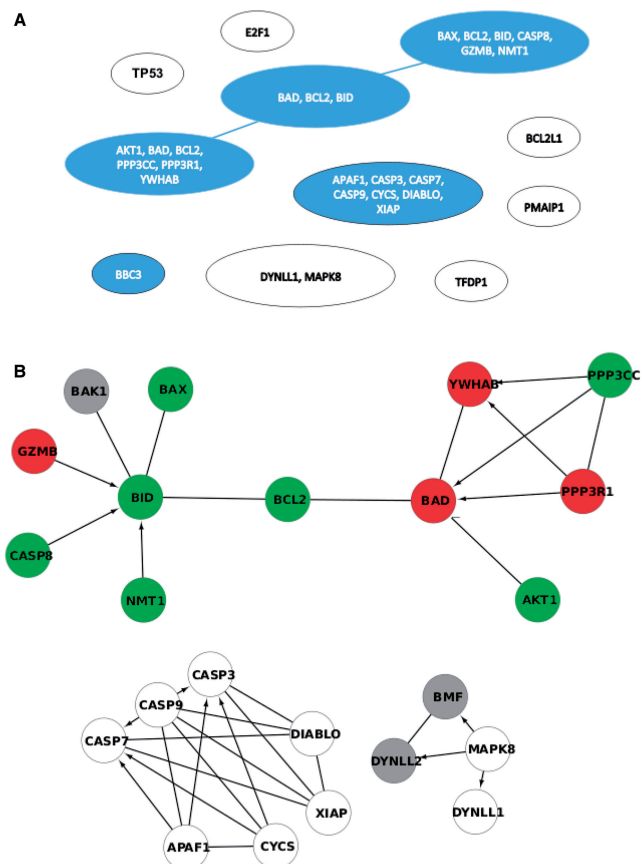 A
E2F1
BAX, BCL2, BID, CASP8,
GZMB, NMT1
TP53
BAD, BCL2, BID
BCL2L1
AKT1, BAD, BCL2,
PPP3CC, PPP3R1,
YWHAB
APAF1, CASP3, CASP7,
CASP9, CYCS, DIABLO,
XIAP
PMAIP1
BBC3
DYNLL1, MAPK8
TFDP1
B
BAK1
BAX
YWHAB
PPP3CC
GZMB
BID
BCL2
BAD
PPP3R1
CASP8
NMT1
AKT1
CASP3
CASP9
CASP7
DIABLO
XIAP
APAF1
CYCS
BMF
DYNLL2
MAPK8
DYNLL1